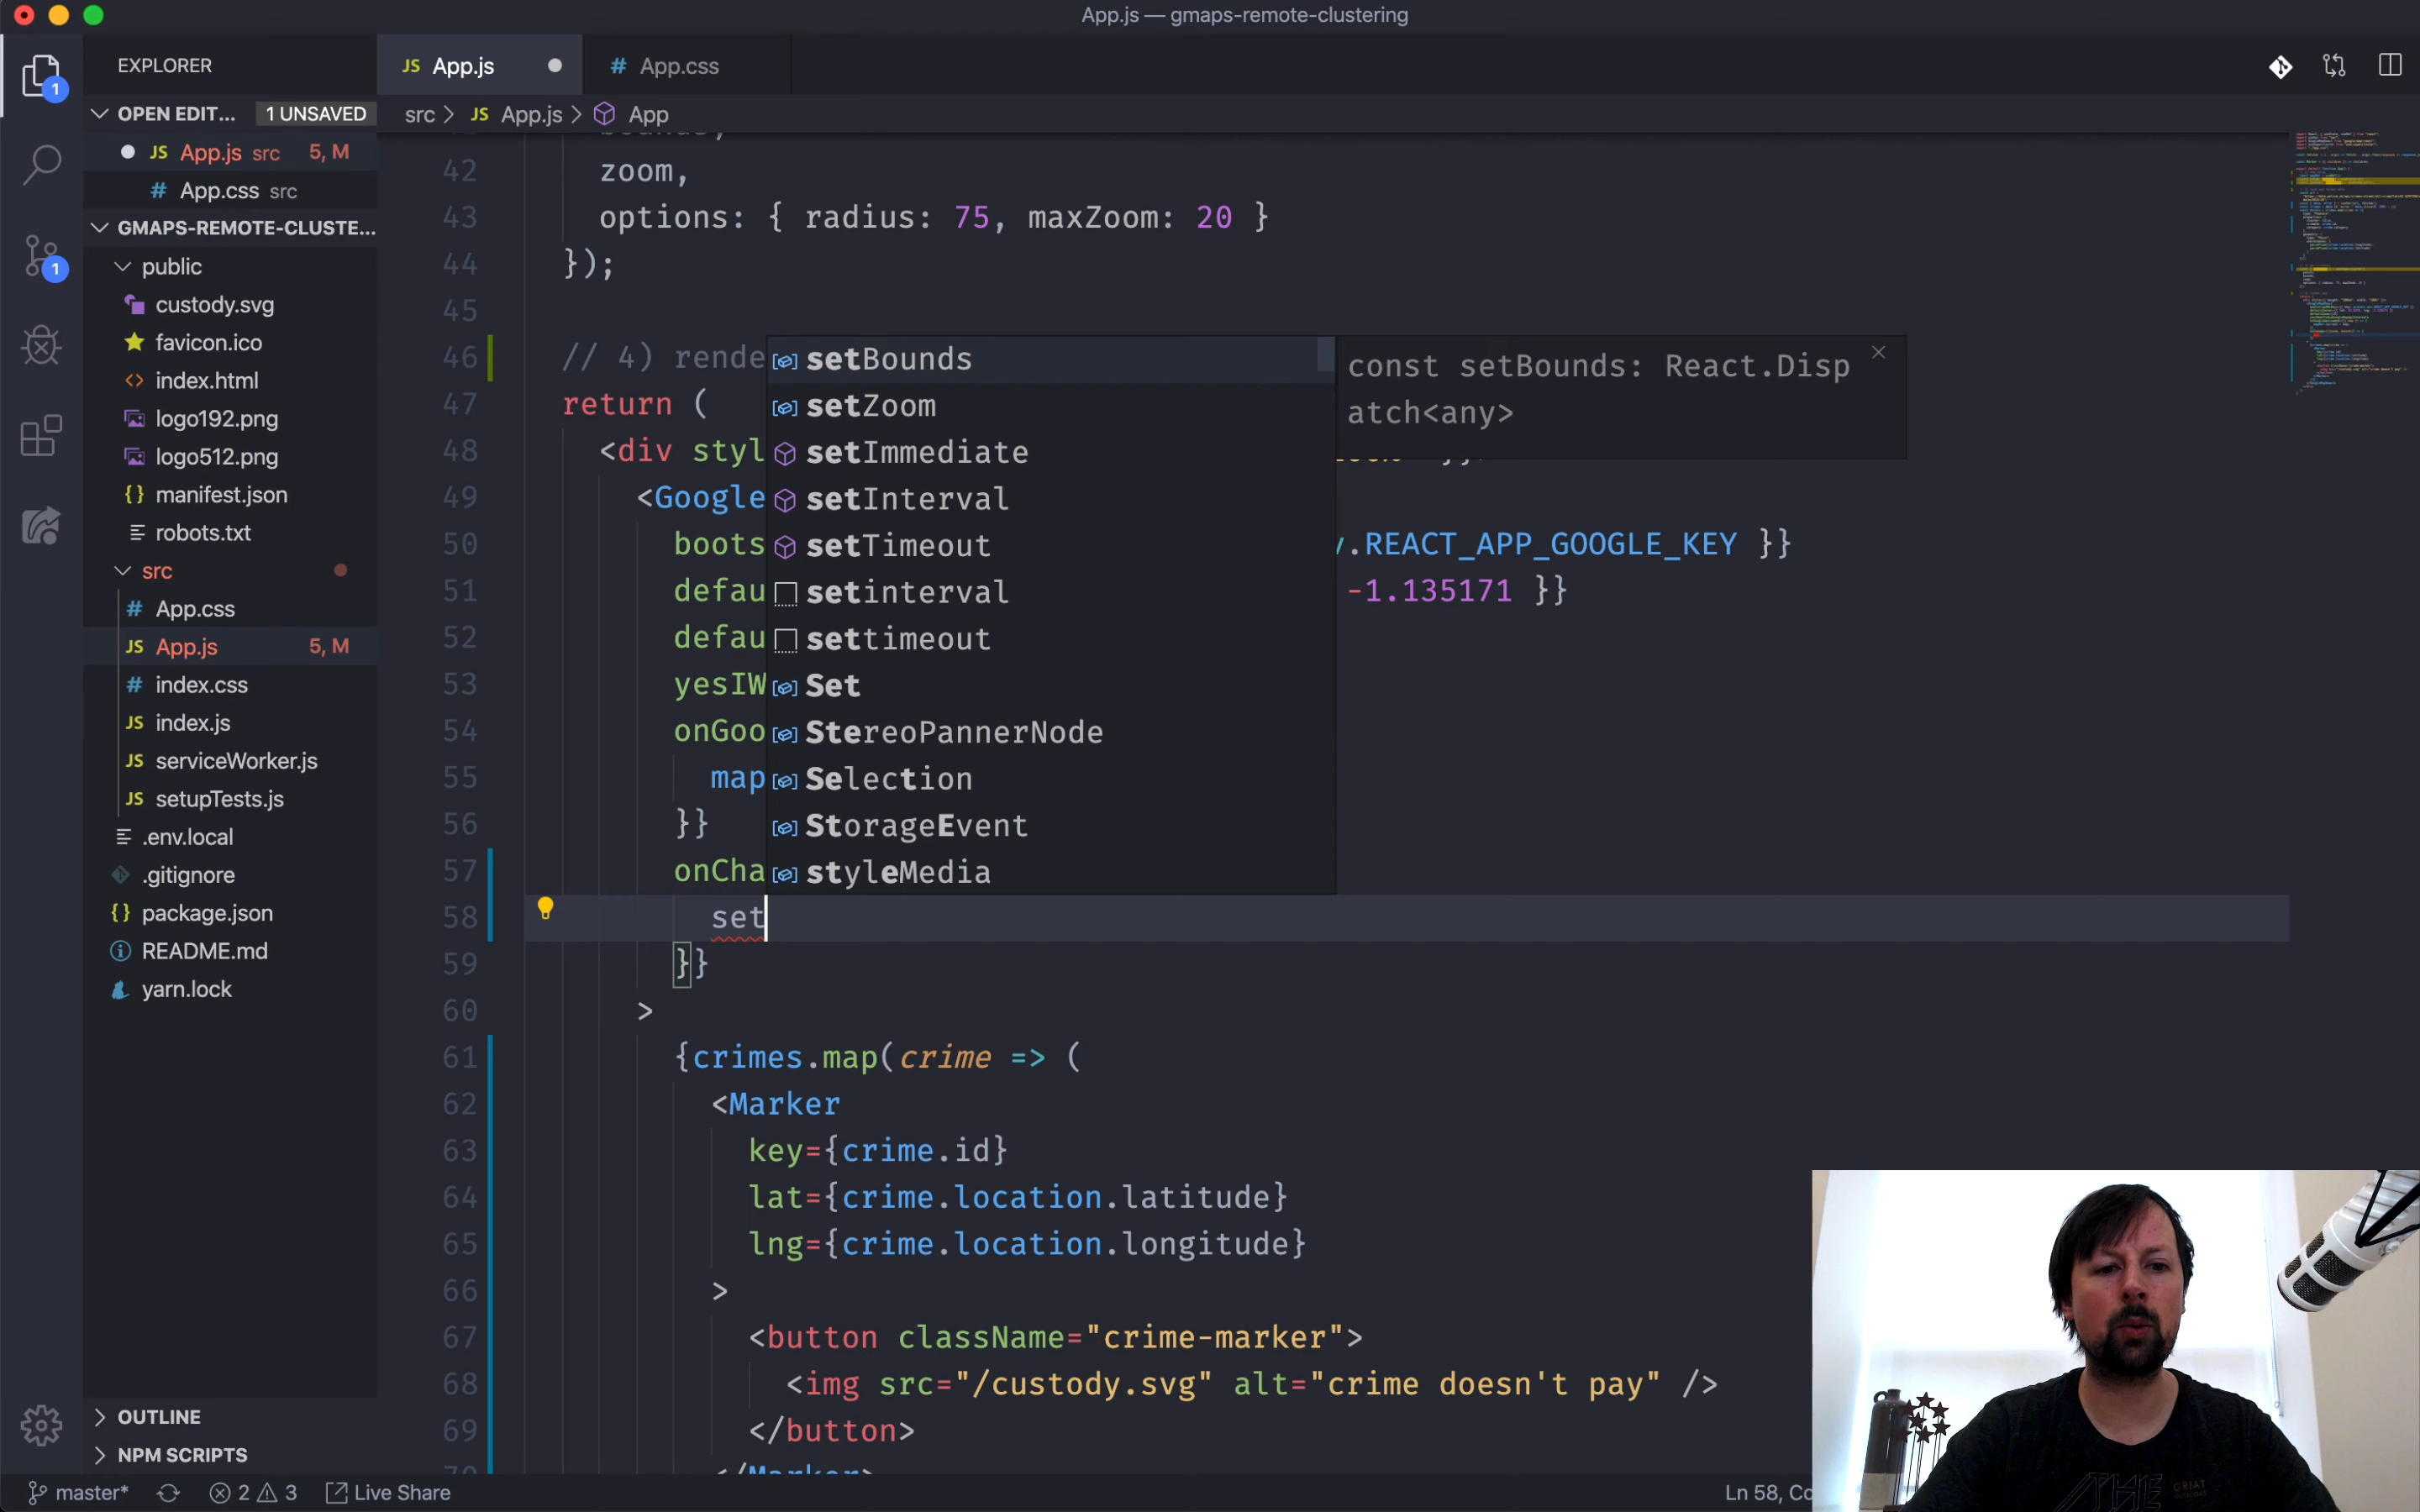 App.js — gmaps-remote-clustering
EXPLORER
JS App.js
# App.css
1
OPEN EDIT... 1 UNSAVED
src > JS App.js > App
JS App.js src 5, M
# App.css src
GMAPS-REMOTE-CLUSTE...
public
custody.svg
favicon.ico
index.html
logo192.png
logo512.png
manifest.json
robots.txt
src
# App.css
JS App.js 5, M
# index.css
JS index.js
JS serviceWorker.js
JS setupTests.js
.env.local
.gitignore
package.json
README.md
yarn.lock
OUTLINE
NPM SCRIPTS
1
42 zoom,
43 options: { radius: 75, maxZoom: 20 }
44 });
45
46 // 4) rende
47 return (
48 <div styl
49 <Google
50 boots .REACT_APP_GOOGLE_KEY }}
51 defau -1.135171 }}
52 defau
53 yesIW
54 onGoo
55 map
56 }}
57 onCha
58 set
59 }}
60 >
61 {crimes.map(crime => (
62 <Marker
63 key={crime.id}
64 lat={crime.location.latitude}
65 lng={crime.location.longitude}
66 >
67 <button className="crime-marker">
68 <img src="/custody.svg" alt="crime doesn't pay" />
69 </button>
setBounds
setZoom
setImmediate
setInterval
setTimeout
setinterval
settimeout
Set
StereoPannerNode
Selection
StorageEvent
styleMedia
const setBounds: React.Disp
atch<any>
master* 2 3 Live Share
Ln 58,
GREAT